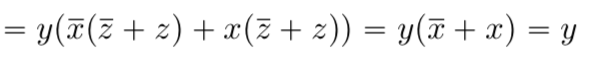 = y(x̄(z̄ + z) + x(z̄ + z)) = y(x̄ + x) = y